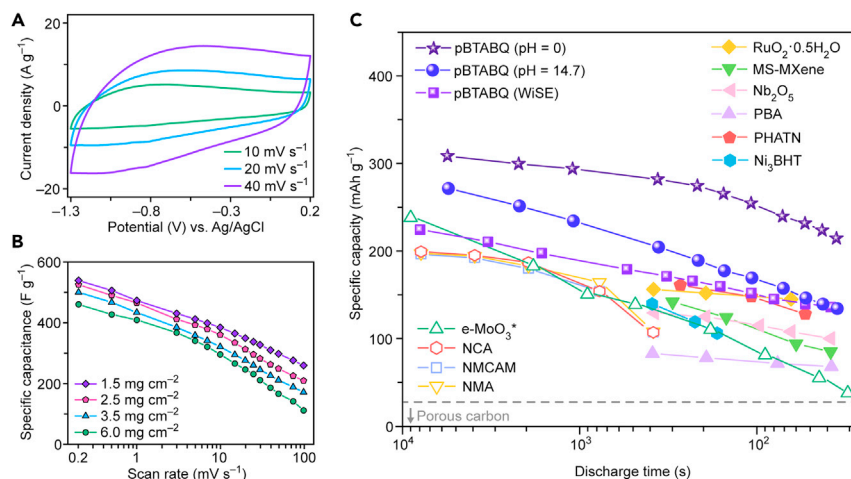 A
Current density (A g⁻¹)
20
0
−20
10 mV s⁻¹
20 mV s⁻¹
40 mV s⁻¹
−1.3
−0.8
−0.3
0.2
Potential (V) vs. Ag/AgCl
B
Specific capacitance (F g⁻¹)
600
400
200
0
1.5 mg cm⁻²
2.5 mg cm⁻²
3.5 mg cm⁻²
6.0 mg cm⁻²
0.2
1
10
100
Scan rate (mV s⁻¹)
C
Specific capacity (mAh g⁻¹)
450
400
300
200
100
0
pBTABQ (pH = 0)
pBTABQ (pH = 14.7)
pBTABQ (WiSE)
RuO₂·0.5H₂O
MS-MXene
Nb₂O₅
PBA
PHATN
Ni₃BHT
e-MoO₃*
NCA
NMCAM
NMA
Porous carbon
10⁴
10³
10²
Discharge time (s)